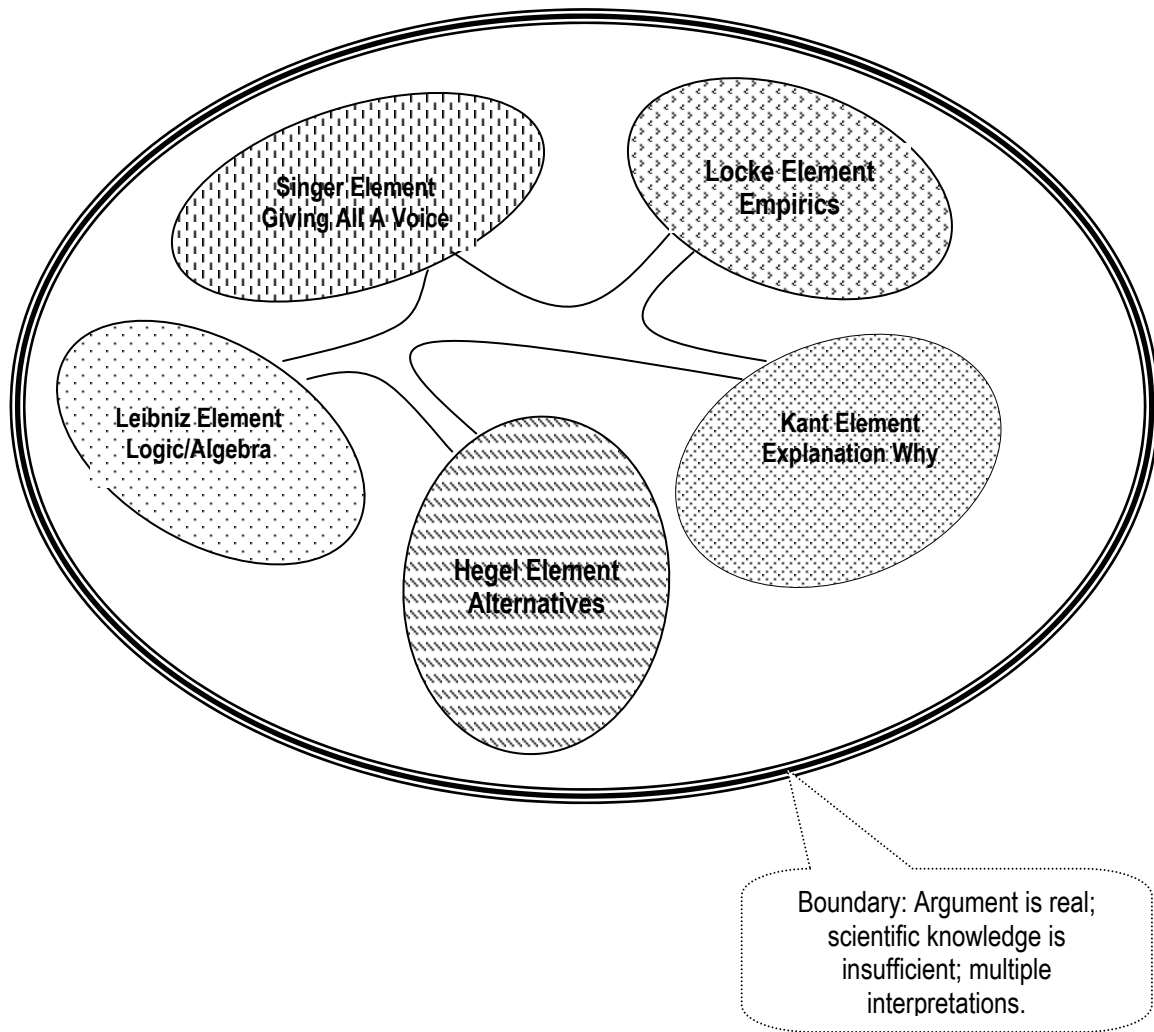 Singer Element
Giving All A Voice
Locke Element
Empirics
Leibniz Element
Logic/Algebra
Kant Element
Explanation Why
Hegel Element
Alternatives
Boundary: Argument is real;
scientific knowledge is
insufficient; multiple
interpretations.